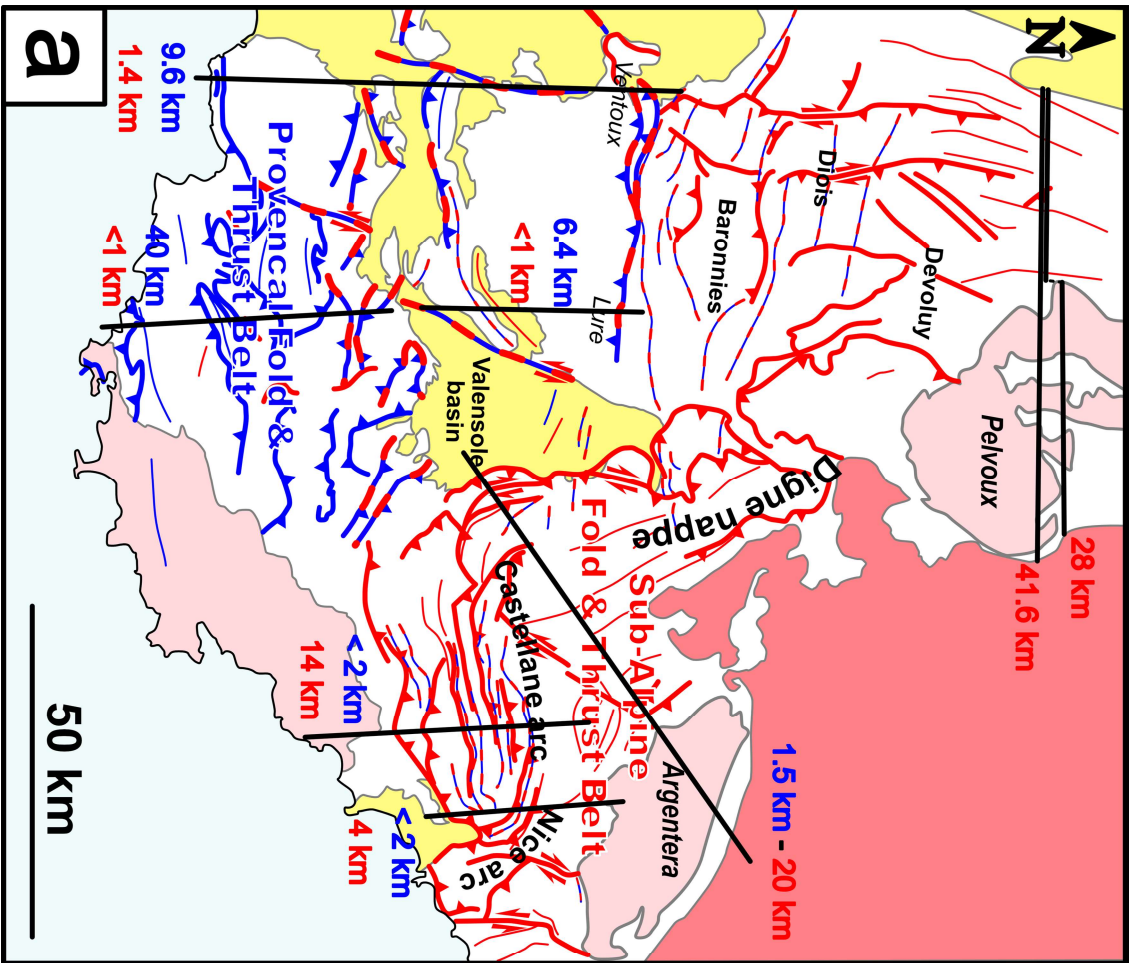 a
N
9.6 km
1.4 km
Provencal Fold &
Thrust Belt
40 km
<1 km
Ventoux
6.4 km
<1 km
Lure
Diois
Baronnies
Devoluy
Pelvoux
28 km
41.6 km
Valensole
basin
Digne nappe
Sub-Alpine
Fold & Thrust Belt
Castellane arc
Nice arc
Argentera
1.5 km - 20 km
< 2 km
14 km
< 2 km
4 km
50 km